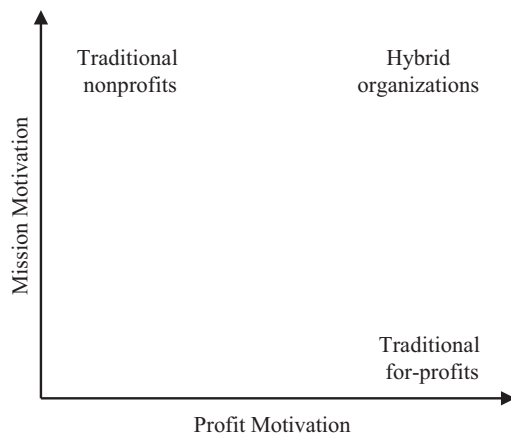 Traditional
nonprofits
Hybrid
organizations
Mission Motivation
Traditional
for-profits
Profit Motivation